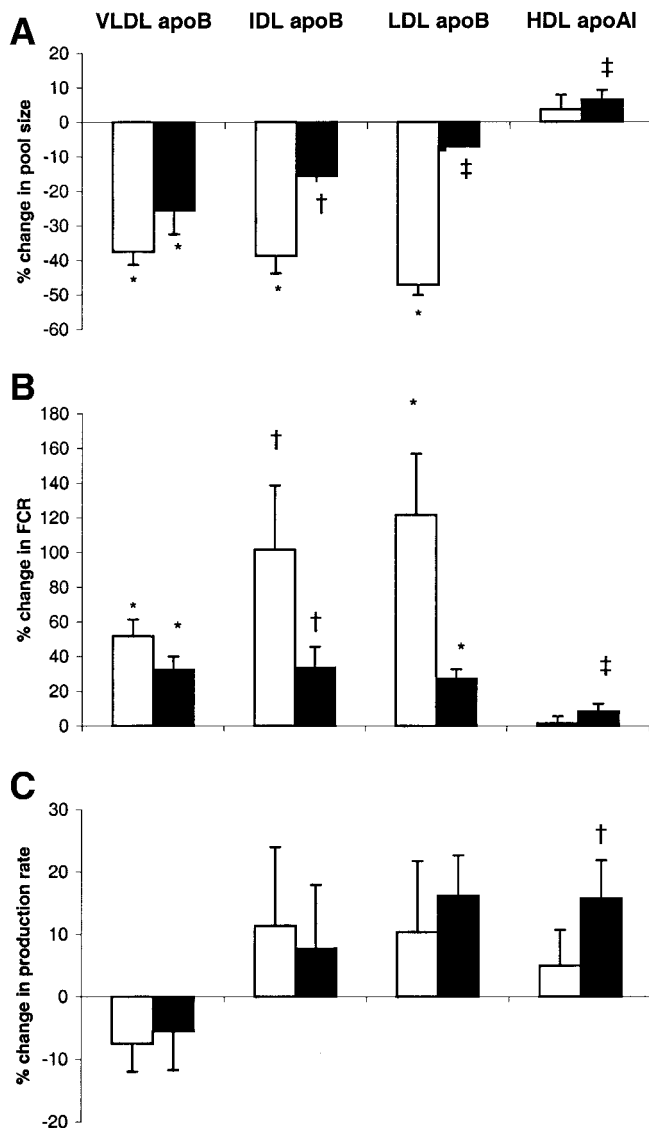 A
VLDL apoB IDL apoB LDL apoB HDL apoAI
% change in pool size
20
10
0
-10
-20
-30
-40
-50
-60
* * * † * ‡ ‡
B
% change in FCR
180
160
140
120
100
80
60
40
20
0
* * † † * * ‡
C
% change in production rate
30
20
10
0
-10
-20
†